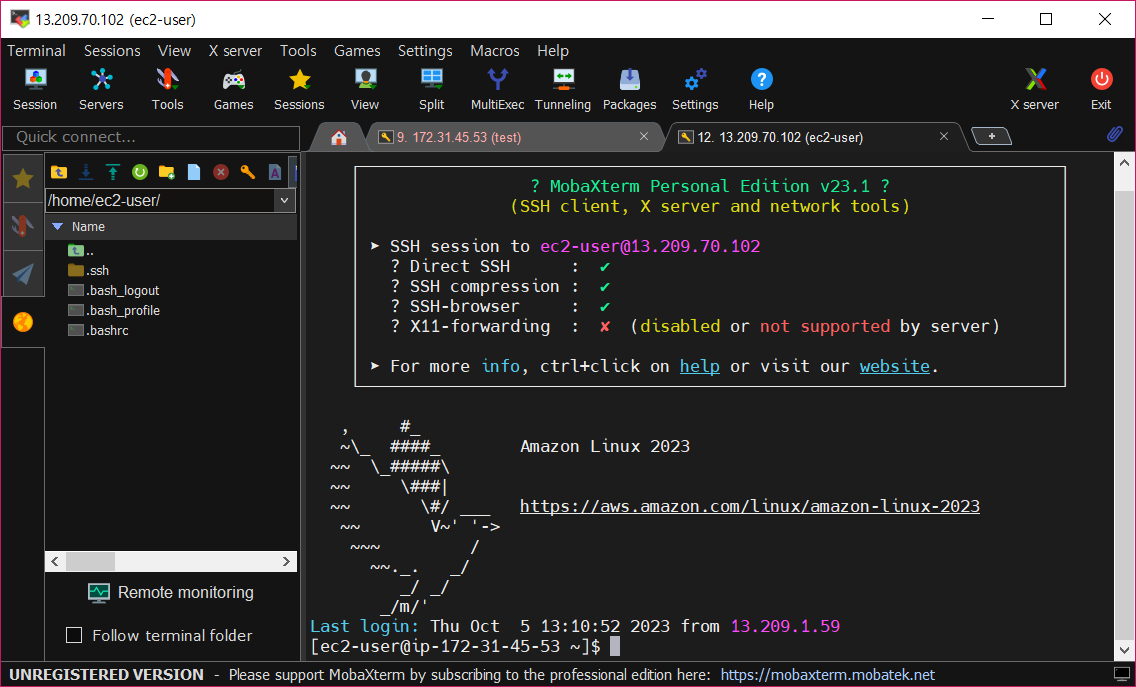 13.209.70.102 (ec2-user)
Terminal Sessions View X server Tools Games Settings Macros Help
Session Servers Tools Games Sessions View Split MultiExec Tunneling Packages Settings Help X server Exit
Quick connect...
9. 172.31.45.53 (test)
12. 13.209.70.102 (ec2-user)
/home/ec2-user/
Name
..
.ssh
.bash_logout
.bash_profile
.bashrc
Remote monitoring
Follow terminal folder
? MobaXterm Personal Edition v23.1 ?
(SSH client, X server and network tools)
➤ SSH session to ec2-user@13.209.70.102
? Direct SSH       :  ✔
? SSH compression  :  ✔
? SSH-browser      :  ✔
? X11-forwarding   :  ✘  (disabled or not supported by server)
➤ For more info, ctrl+click on help or visit our website.
   ,     #_
   ~\_  ####_        Amazon Linux 2023
  ~~  \_#####\
  ~~     \###|
  ~~       \#/ ___   https://aws.amazon.com/linux/amazon-linux-2023
   ~~       V~' '->
    ~~~         /
      ~~._.   _/
         _/ _/
       _/m/'
Last login: Thu Oct  5 13:10:52 2023 from 13.209.1.59
[ec2-user@ip-172-31-45-53 ~]$
UNREGISTERED VERSION - Please support MobaXterm by subscribing to the professional edition here: https://mobaxterm.mobatek.net